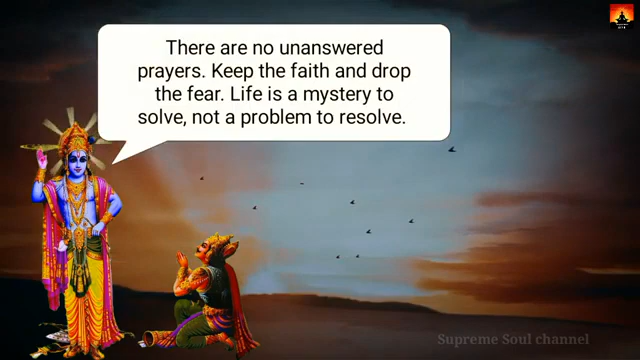 There are no unanswered
prayers. Keep the faith and drop
the fear. Life is a mystery to
solve, not a problem to resolve.
Supreme Soul channel